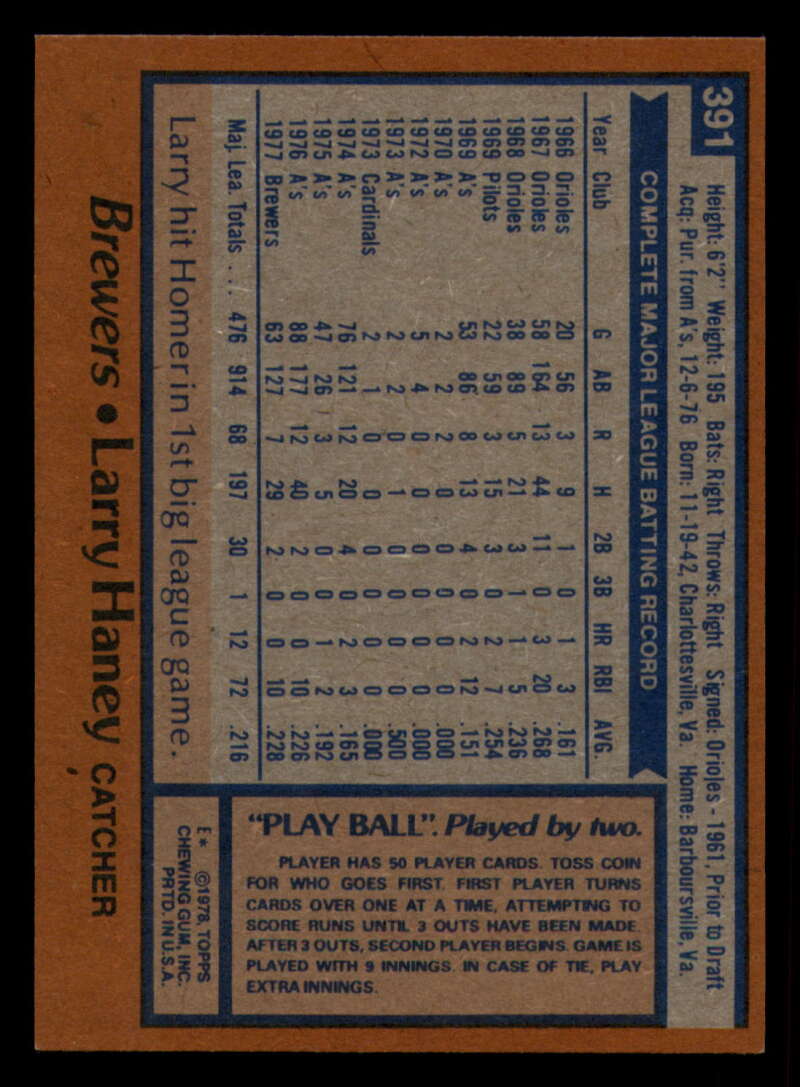 391
Height: 6'2" Weight: 195 Bats: Right Throws: Right Signed: Orioles - 1961, Prior to Draft
Acq: Pur. from A's, 12-6-76 Born: 11-19-42, Charlottesville, Va. Home: Barboursville, Va.
COMPLETE MAJOR LEAGUE BATTING RECORD
Year Club G AB R H 2B 3B HR RBI AVG.
1966 Orioles 20 56 3 9 1 0 1 3 .161
1967 Orioles 58 164 13 44 11 0 3 20 .268
1968 Orioles 38 89 5 21 3 1 1 5 .236
1969 Pilots 22 59 3 15 3 0 2 7 .254
1969 A's 53 86 8 13 4 0 2 12 .151
1970 A's 2 2 2 0 0 0 0 0 .000
1972 A's 5 4 0 0 0 0 0 0 .000
1973 A's 2 2 0 1 0 0 0 0 .500
1973 Cardinals 2 1 0 0 0 0 0 0 .000
1974 A's 76 121 12 20 4 0 2 3 .165
1975 A's 47 26 3 5 0 0 1 2 .192
1976 A's 88 177 12 40 2 0 0 10 .226
1977 Brewers 63 127 7 29 2 0 0 10 .228
Maj. Lea. Totals . . . 476 914 68 197 30 1 12 72 .216
Larry hit Homer in 1st big league game.
"PLAY BALL". Played by two.
PLAYER HAS 50 PLAYER CARDS. TOSS COIN
FOR WHO GOES FIRST. FIRST PLAYER TURNS
CARDS OVER ONE AT A TIME, ATTEMPTING TO
SCORE RUNS UNTIL 3 OUTS HAVE BEEN MADE.
AFTER 3 OUTS, SECOND PLAYER BEGINS. GAME IS
PLAYED WITH 9 INNINGS. IN CASE OF TIE, PLAY
EXTRA INNINGS.
E* ©1978, TOPPS
CHEWING GUM, INC.
PRTD. IN U.S.A.
Brewers • Larry Haney CATCHER